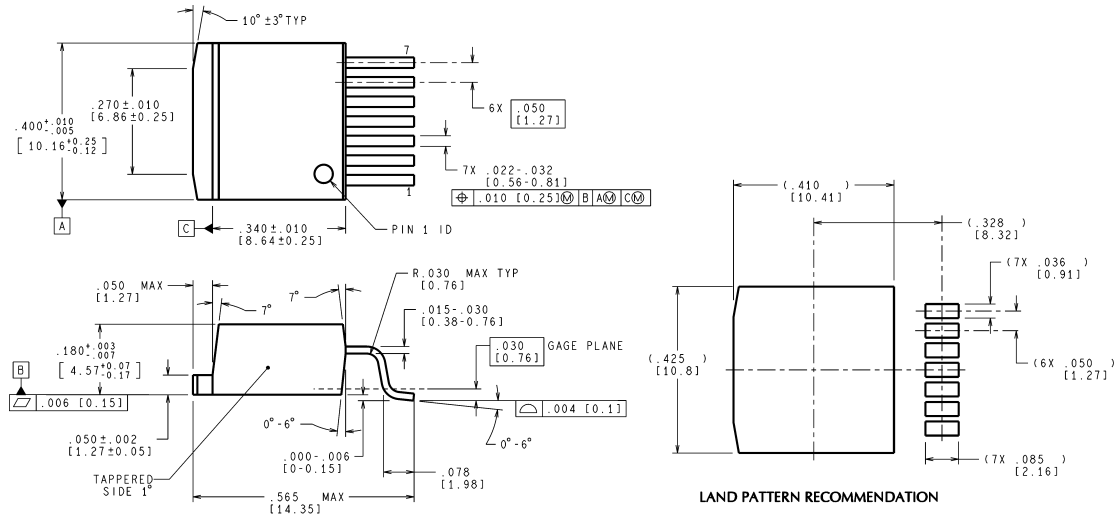 10° ±3° TYP
7
.270±.010
[6.86±0.25]
.400+.010
-.005
[ 10.16+0.25
-0.12 ]
6X .050
[1.27]
7X .022-.032
[0.56-0.81]
⌖ .010 [0.25]Ⓜ B AⓂ CⓂ
1
A
C
.340±.010
[8.64±0.25]
PIN 1 ID
.050 MAX
[1.27]
7°
7°
R.030 MAX TYP
[0.76]
.015-.030
[0.38-0.76]
.030
[0.76]
GAGE PLANE
.180+.003
-.007
[ 4.57+0.07
-0.17 ]
B
⏥ .006 [0.15]
⌓ .004 [0.1]
.050±.002
[1.27±0.05]
0°-6°
0°-6°
.000-.006
[0-0.15]
.078
[1.98]
TAPPERED
SIDE 1°
.565 MAX
[14.35]
(.410 )
[10.41]
(.328 )
[8.32]
(7X .036 )
[0.91]
(.425 )
[10.8]
(6X .050 )
[1.27]
(7X .085 )
[2.16]
LAND PATTERN RECOMMENDATION